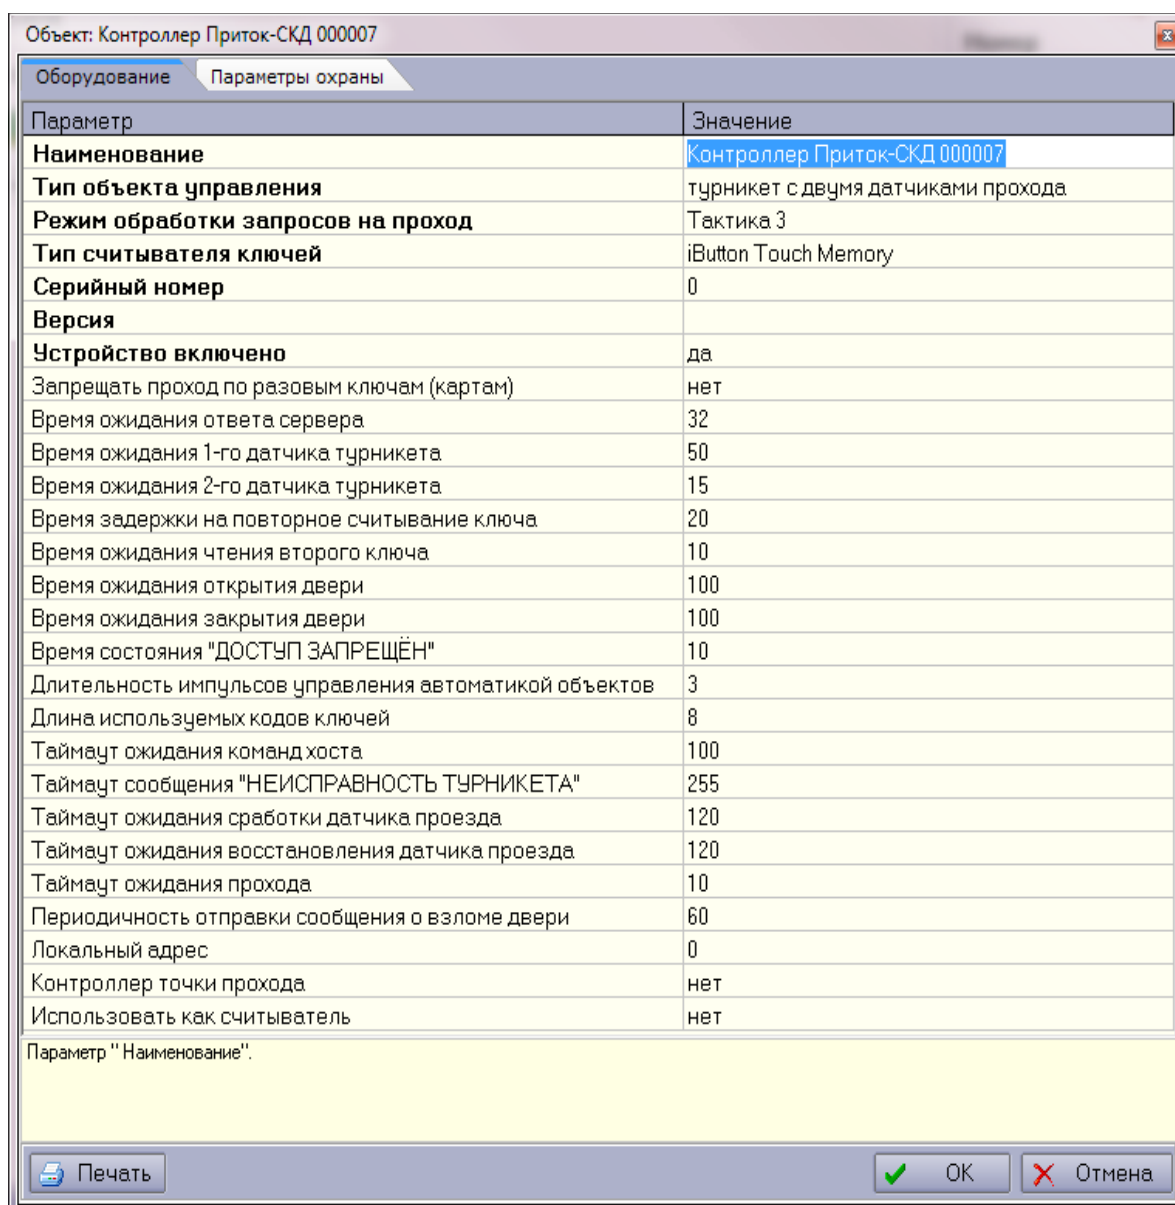 Объект: Контроллер Приток-СКД 000007
Оборудование Параметры охраны
Параметр Значение
Наименование Контроллер Приток-СКД 000007
Тип объекта управления турникет с двумя датчиками прохода
Режим обработки запросов на проход Тактика 3
Тип считывателя ключей iButton Touch Memory
Серийный номер 0
Версия
Устройство включено да
Запрещать проход по разовым ключам (картам) нет
Время ожидания ответа сервера 32
Время ожидания 1-го датчика турникета 50
Время ожидания 2-го датчика турникета 15
Время задержки на повторное считывание ключа 20
Время ожидания чтения второго ключа 10
Время ожидания открытия двери 100
Время ожидания закрытия двери 100
Время состояния "ДОСТУП ЗАПРЕЩЁН" 10
Длительность импульсов управления автоматикой объектов 3
Длина используемых кодов ключей 8
Таймаут ожидания команд хоста 100
Таймаут сообщения "НЕИСПРАВНОСТЬ ТУРНИКЕТА" 255
Таймаут ожидания сработки датчика проезда 120
Таймаут ожидания восстановления датчика проезда 120
Таймаут ожидания прохода 10
Периодичность отправки сообщения о взломе двери 60
Локальный адрес 0
Контроллер точки прохода нет
Использовать как считыватель нет
Параметр " Наименование".
Печать OK Отмена